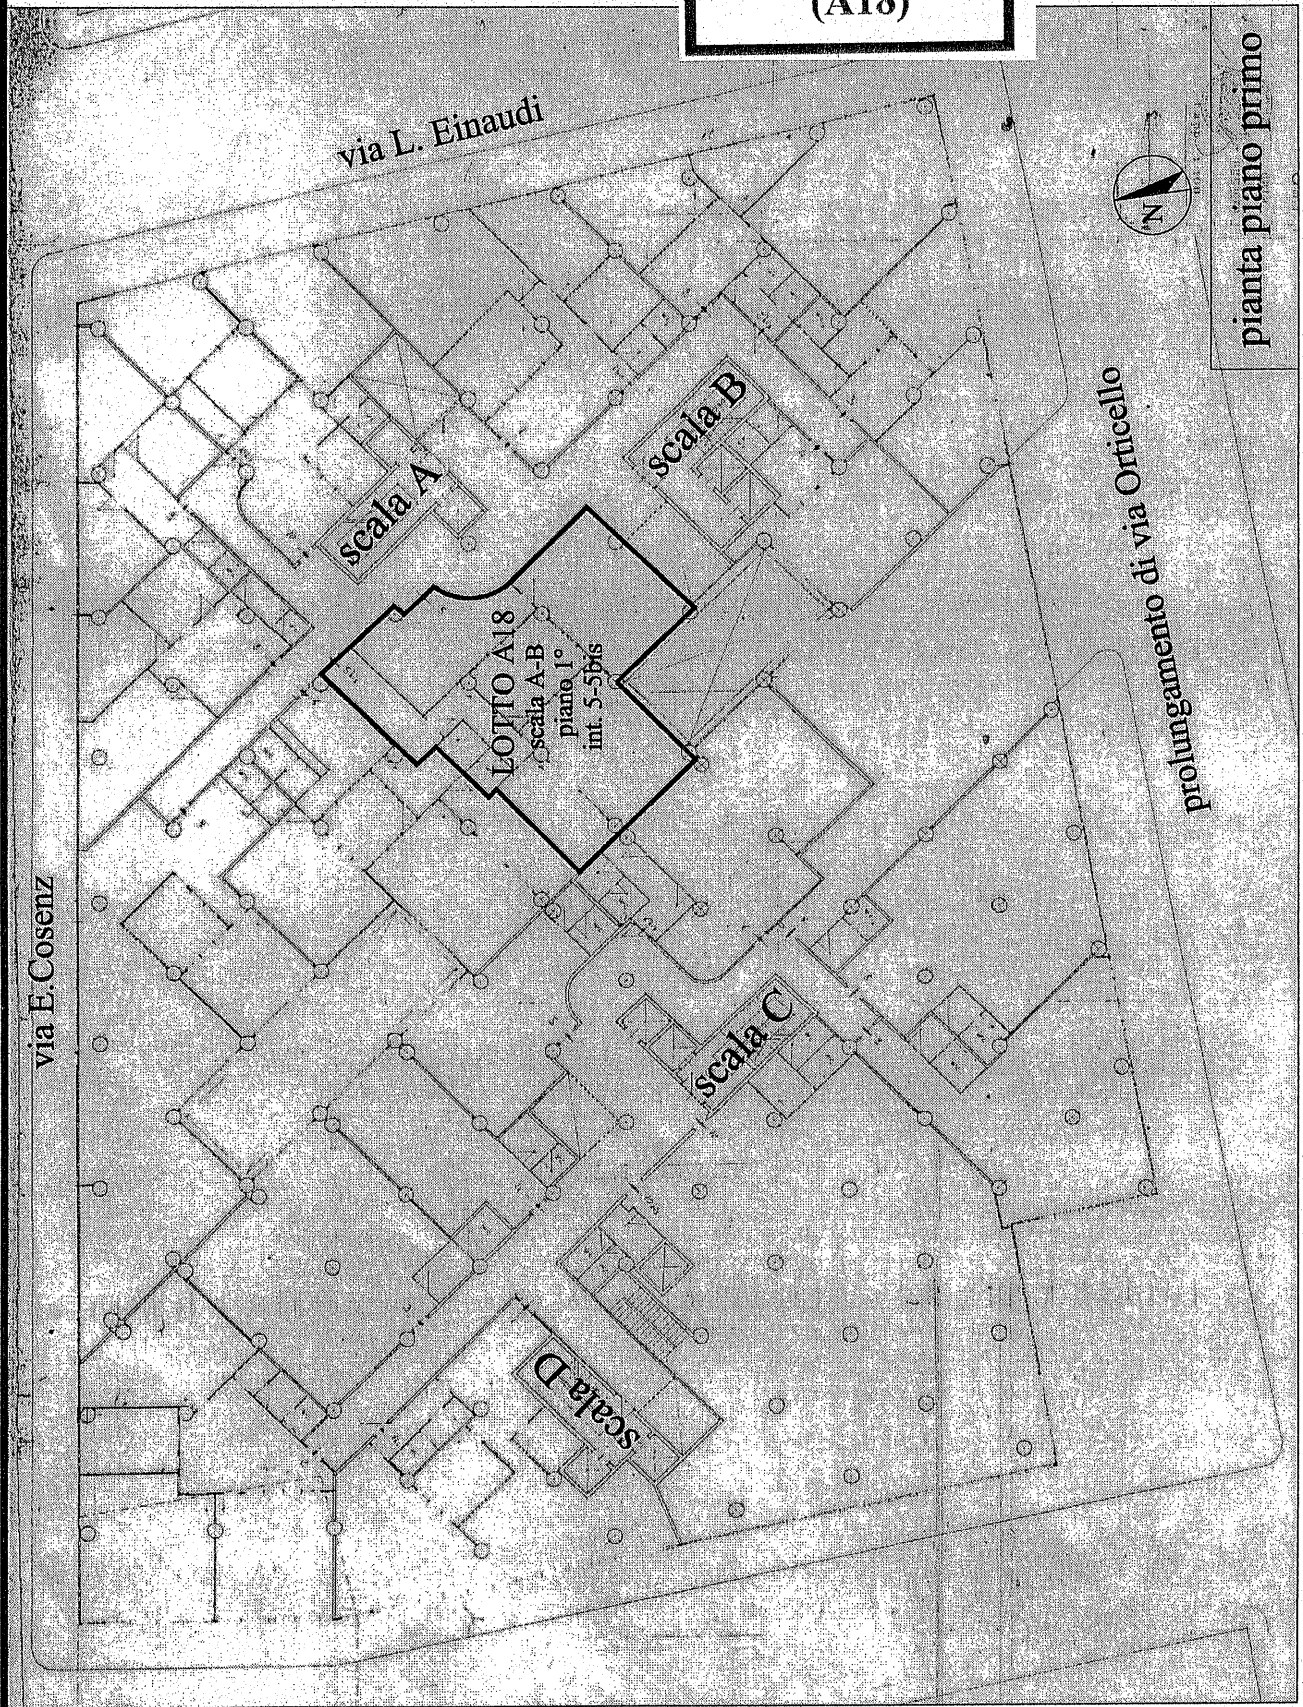 (A18)
via L. Einaudi
N
pianta piano primo
scala B
scala A
prolungamento di via Orticello
LOTTO A18
scala A-B
piano 1°
int. 5-5bis
via E.Cosenz
scala C
scala D